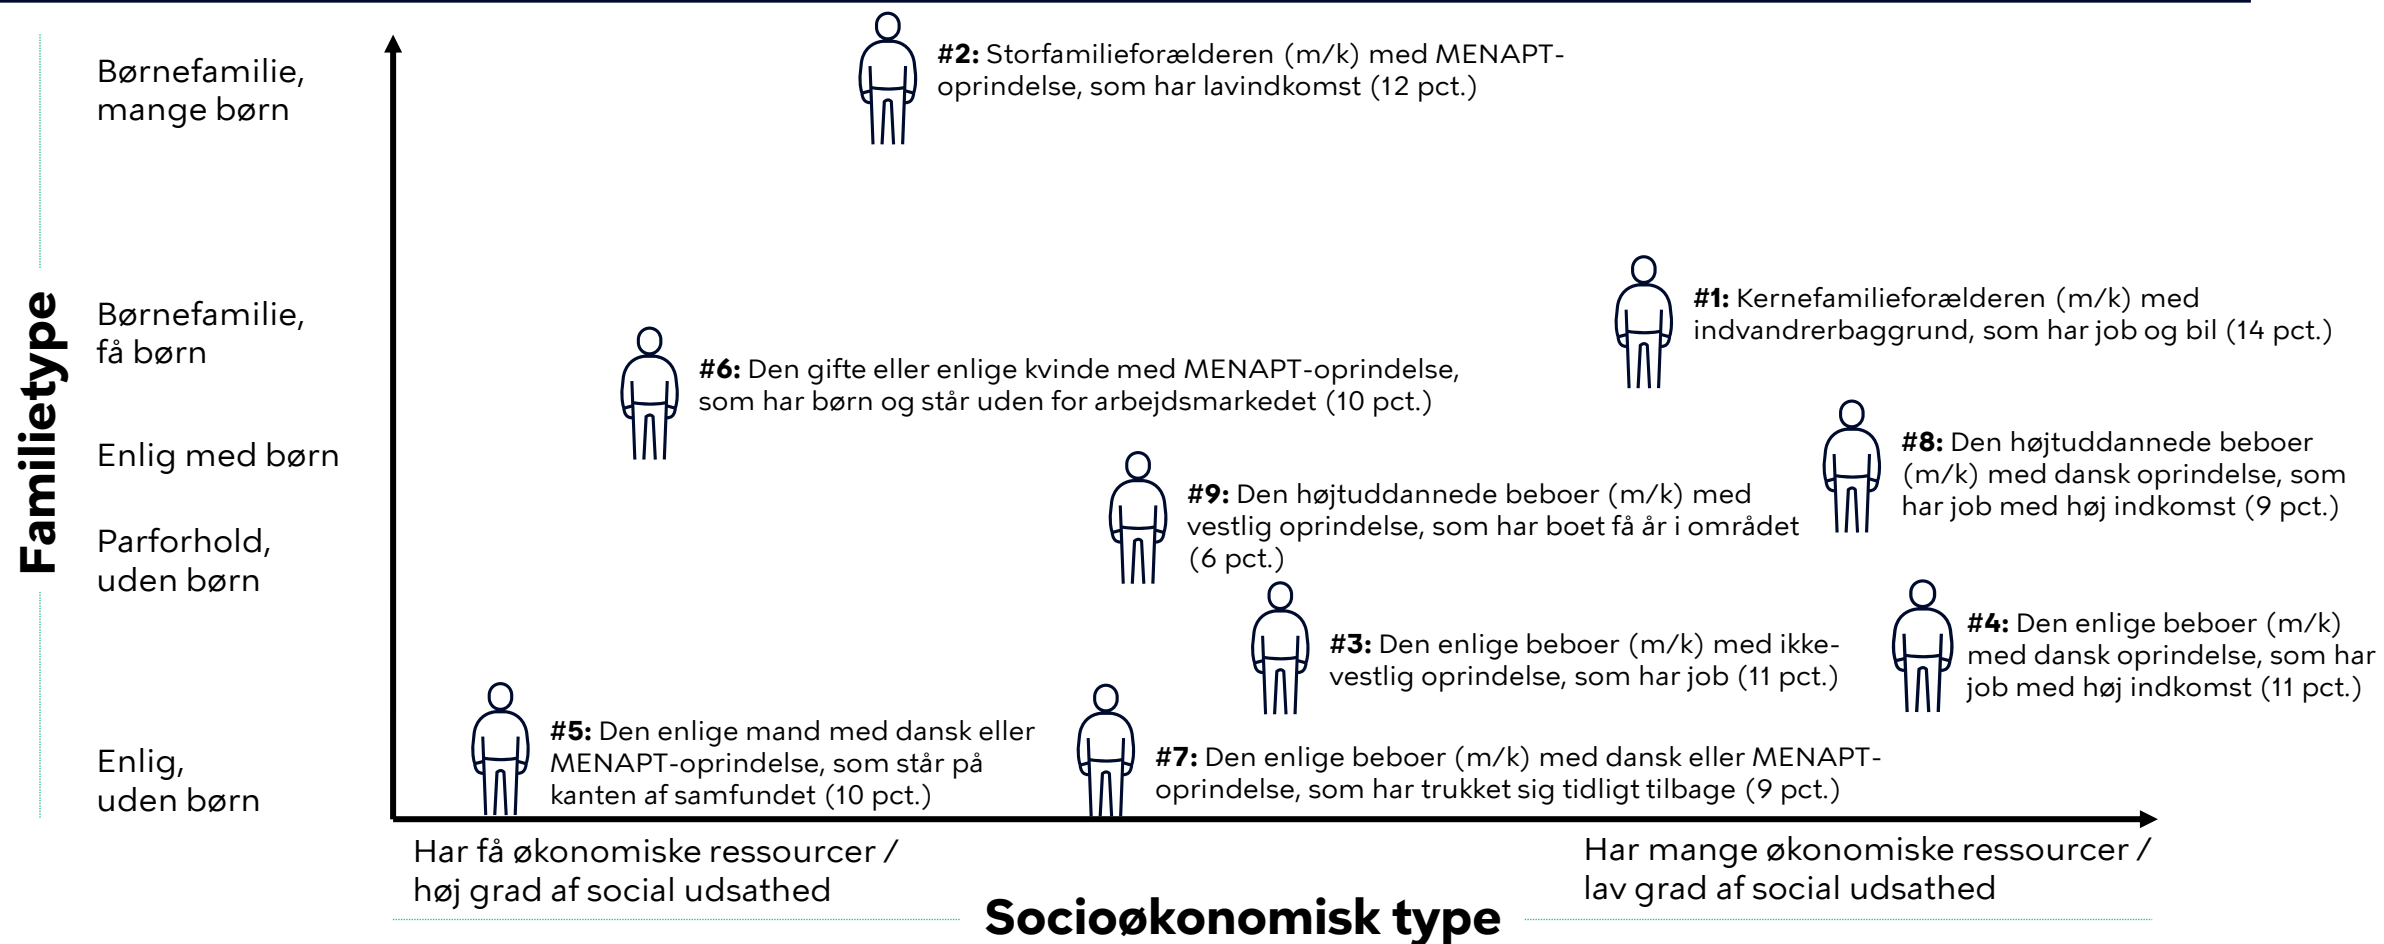 Familietype
Børnefamilie,
mange børn
Børnefamilie,
få børn
Enlig med børn
Parforhold,
uden børn
Enlig,
uden børn
#2: Storfamilieforælderen (m/k) med MENAPT-
oprindelse, som har lavindkomst (12 pct.)
#1: Kernefamilieforælderen (m/k) med
indvandrerbaggrund, som har job og bil (14 pct.)
#6: Den gifte eller enlige kvinde med MENAPT-oprindelse,
som har børn og står uden for arbejdsmarkedet (10 pct.)
#8: Den højtuddannede beboer
(m/k) med dansk oprindelse, som
har job med høj indkomst (9 pct.)
#9: Den højtuddannede beboer (m/k) med
vestlig oprindelse, som har boet få år i området
(6 pct.)
#3: Den enlige beboer (m/k) med ikke-
vestlig oprindelse, som har job (11 pct.)
#4: Den enlige beboer (m/k)
med dansk oprindelse, som har
job med høj indkomst (11 pct.)
#5: Den enlige mand med dansk eller
MENAPT-oprindelse, som står på
kanten af samfundet (10 pct.)
#7: Den enlige beboer (m/k) med dansk eller MENAPT-
oprindelse, som har trukket sig tidligt tilbage (9 pct.)
Har få økonomiske ressourcer /
høj grad af social udsathed
Har mange økonomiske ressourcer /
lav grad af social udsathed
Socioøkonomisk type